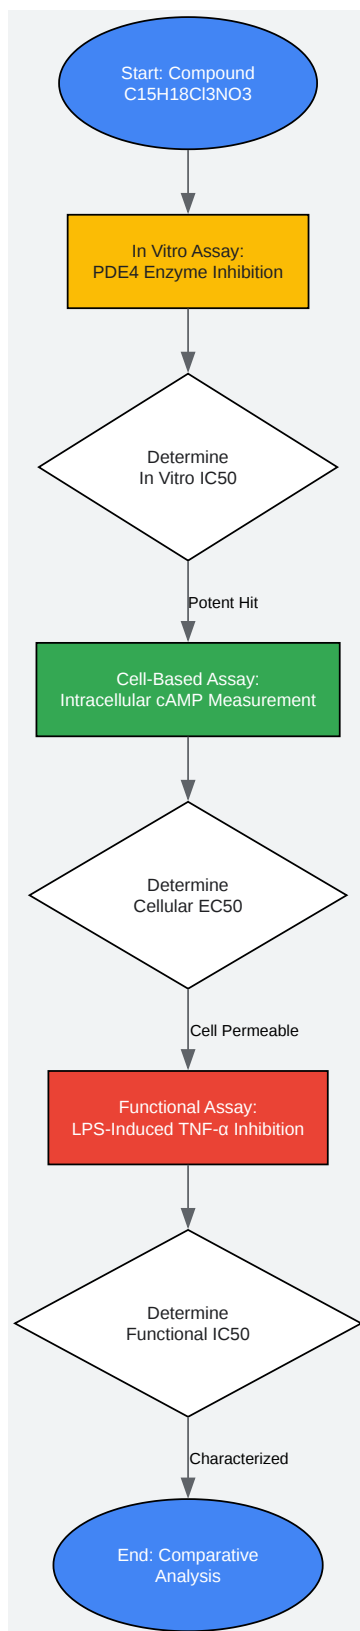 Start: Compound
C15H18Cl3NO3
In Vitro Assay:
PDE4 Enzyme Inhibition
Determine
In Vitro IC50
Potent Hit
Cell-Based Assay:
Intracellular cAMP Measurement
Determine
Cellular EC50
Cell Permeable
Functional Assay:
LPS-Induced TNF-α Inhibition
Determine
Functional IC50
Characterized
End: Comparative
Analysis